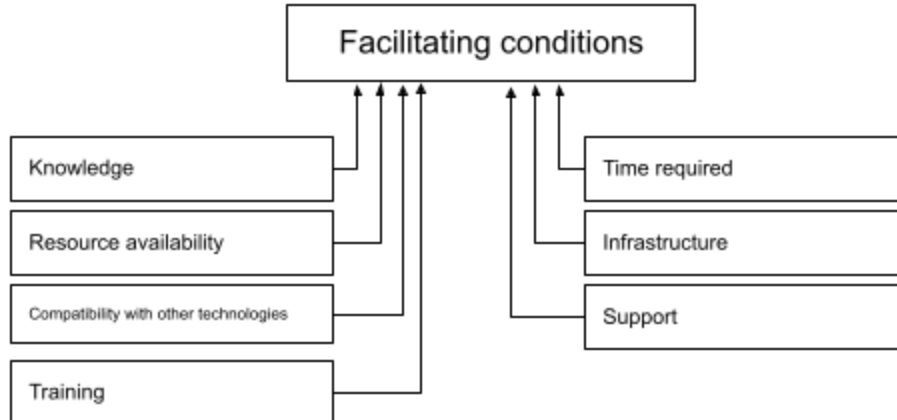 Facilitating conditions
Knowledge
Resource availability
Compatibility with other technologies
Training
Time required
Infrastructure
Support